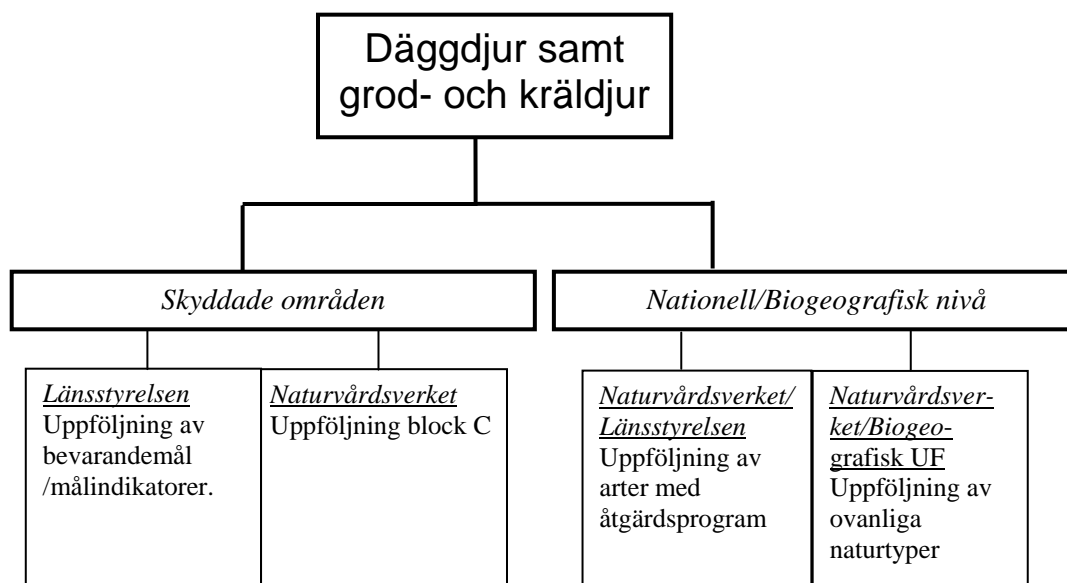 Däggdjur samt
grod- och kräldjur
Skyddade områden
Nationell/Biogeografisk nivå
Länsstyrelsen
Uppföljning av
bevarandemål
/målindikatorer.
Naturvårdsverket
Uppföljning block C
Naturvårdsverket/
Länsstyrelsen
Uppföljning av
arter med
åtgärdsprogram
Naturvårdsver-
ket/Biogeo-
grafisk UF
Uppföljning av
ovanliga
naturtyper